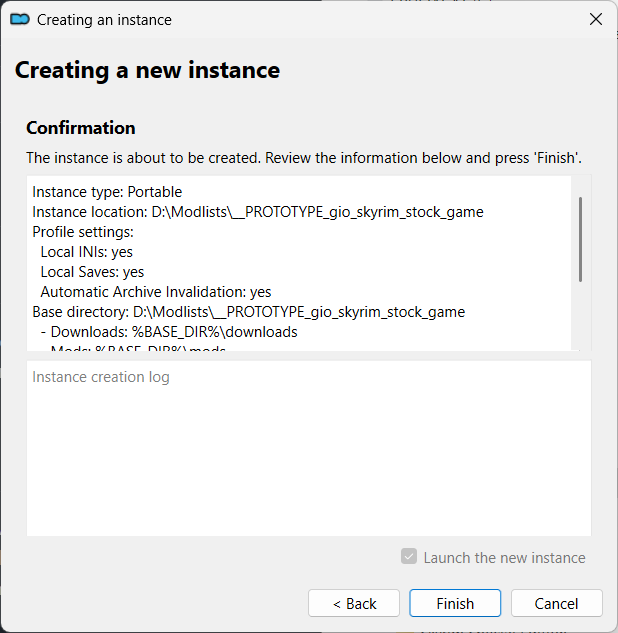 Creating an instance
Creating a new instance
Confirmation
The instance is about to be created. Review the information below and press 'Finish'.
Instance type: Portable
Instance location: D:\Modlists\__PROTOTYPE_gio_skyrim_stock_game
Profile settings:
Local INIs: yes
Local Saves: yes
Automatic Archive Invalidation: yes
Base directory: D:\Modlists\__PROTOTYPE_gio_skyrim_stock_game
- Downloads: %BASE_DIR%\downloads
- Mods: %BASE_DIR%\mods
Instance creation log
Launch the new instance
< Back
Finish
Cancel